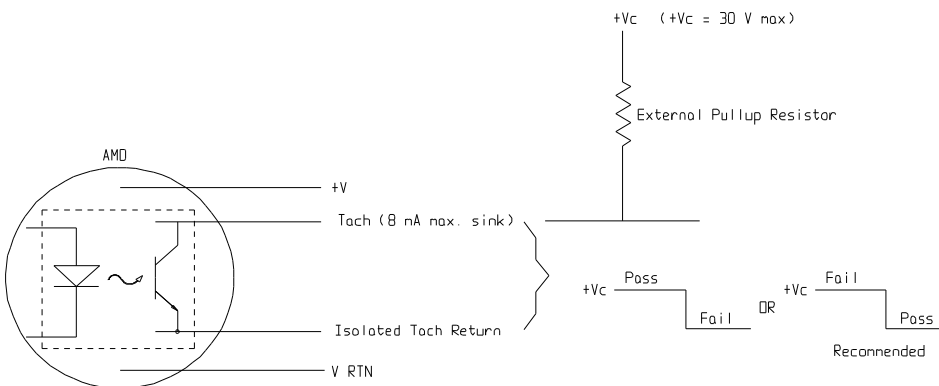 +Vc (+Vc = 30 V max)
External Pullup Resistor
AMD
+V
Tach (8 mA max. sink)
+Vc Pass Fail OR +Vc Fail Pass
Isolated Tach Return
Recommended
V RTN